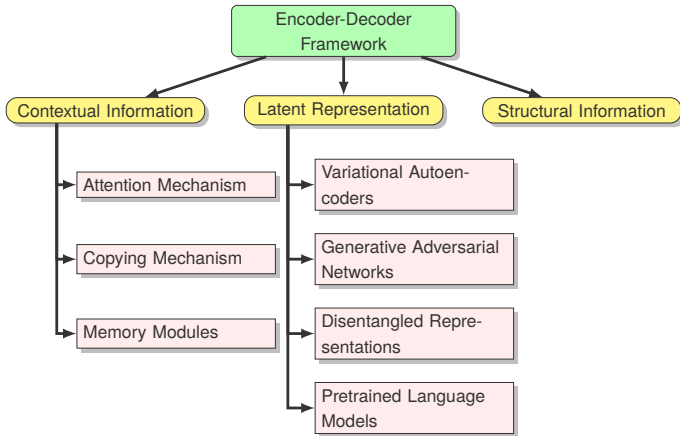 Encoder-Decoder
Framework
Contextual Information
Latent Representation
Structural Information
Attention Mechanism
Copying Mechanism
Memory Modules
Variational Autoen-
coders
Generative Adversarial
Networks
Disentangled Repre-
sentations
Pretrained Language
Models